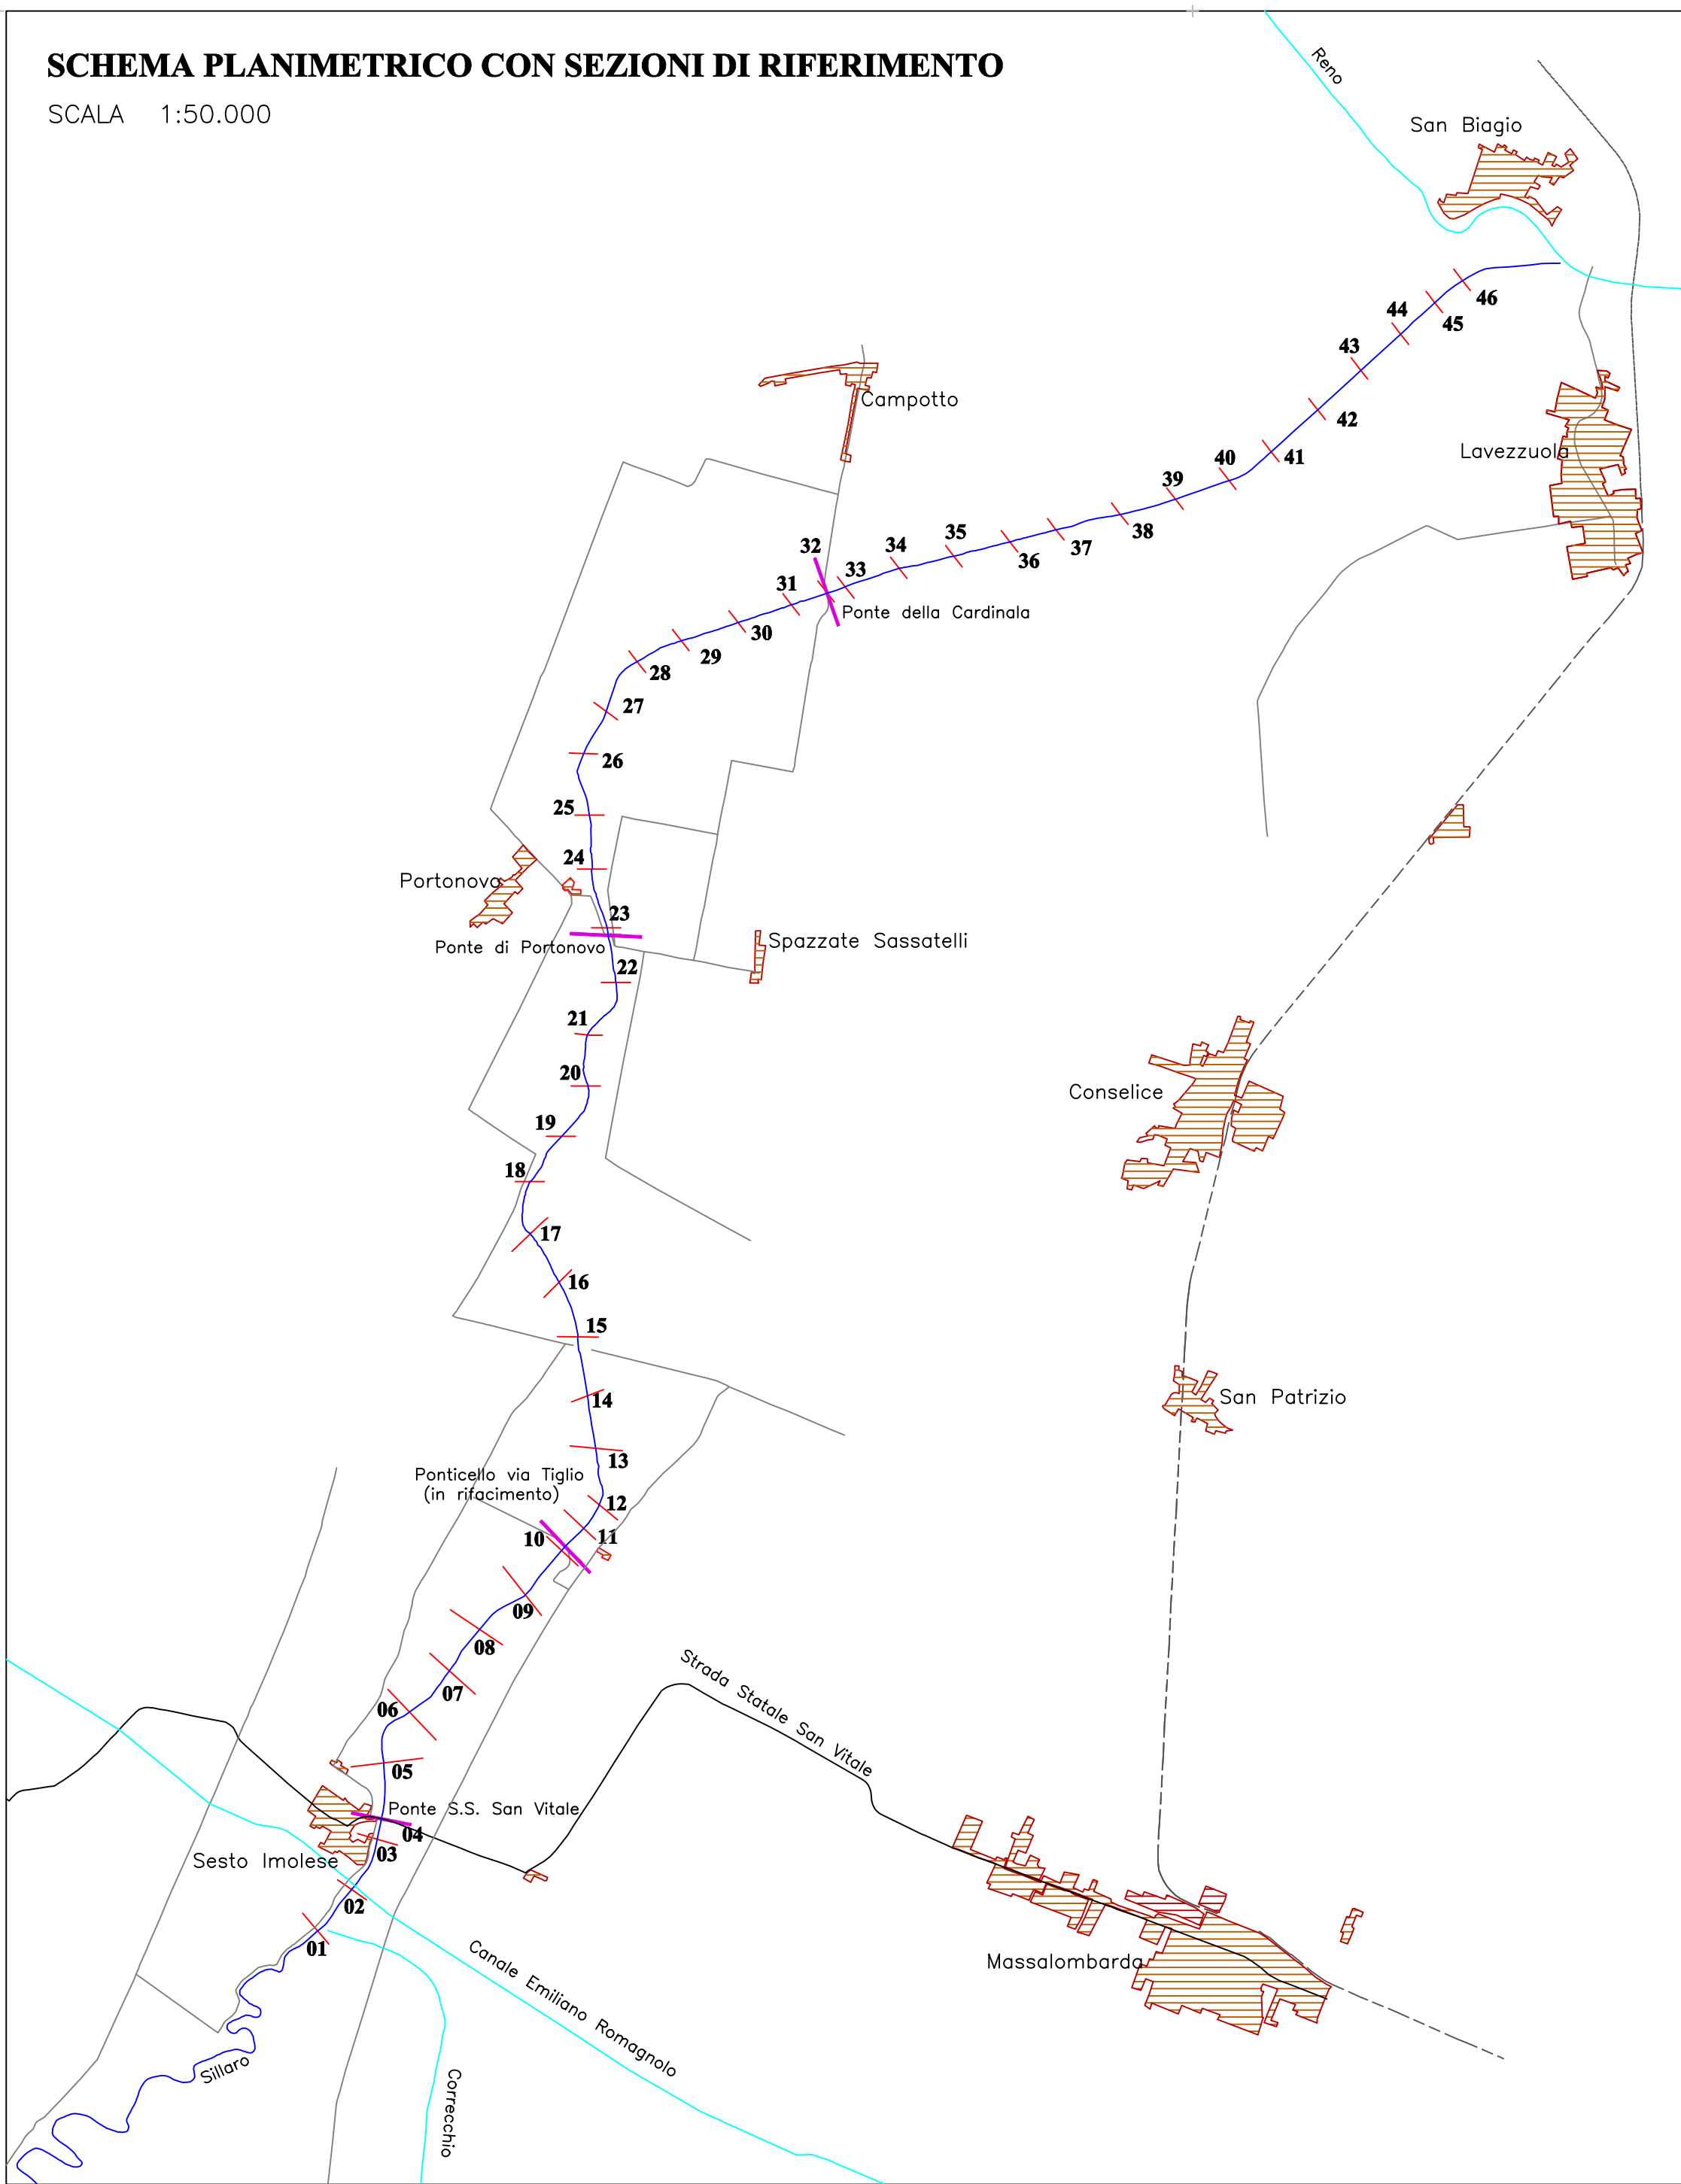 SCHEMA PLANIMETRICO CON SEZIONI DI RIFERIMENTO
SCALA 1:50.000
Reno
San Biagio
46
44
45
43
Campotto
42
Lavezzuola
40
41
39
38
35
37
36
32
34
33
31
Ponte della Cardinala
30
29
28
27
26
25
24
Portonovo
23
Ponte di Portonovo
Spazzate Sassatelli
22
21
20
Conselice
19
18
17
16
15
14
San Patrizio
13
Ponticello via Tiglio
(in rifacimento)
12
11
10
09
08
07
06
Strada Statale San Vitale
05
Ponte S.S. San Vitale
04
03
Sesto Imolese
02
01
Massalombarda
Canale Emiliano Romagnolo
Sillaro
Correcchio